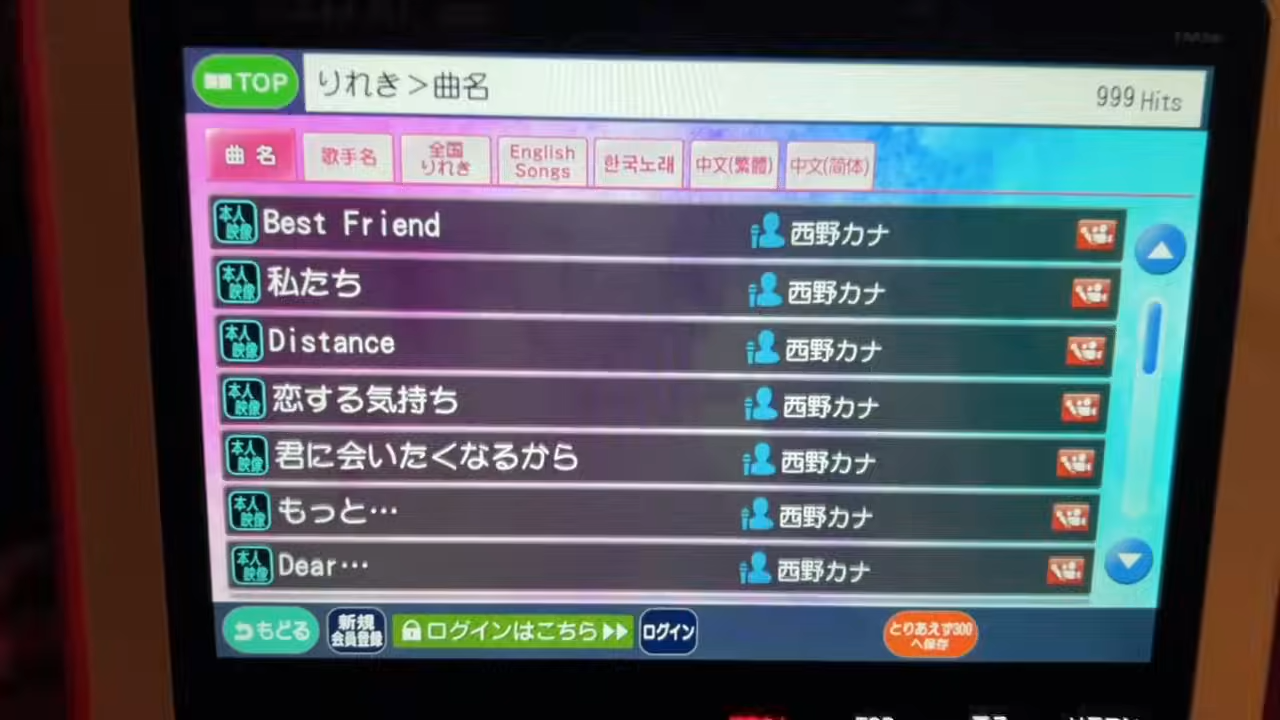 TOP
りれき＞曲名
999 Hits
曲名
歌手名
全国
りれき
English
Songs
한국노래
中文(繁體)
中文(简体)
本人
映像
Best Friend
西野カナ
本人
映像
私たち
西野カナ
本人
映像
Distance
西野カナ
本人
映像
恋する気持ち
西野カナ
本人
映像
君に会いたくなるから
西野カナ
本人
映像
もっと…
西野カナ
本人
映像
Dear…
西野カナ
もどる
新規
会員登録
ログインはこちら
ログイン
とりあえず300
へ保存